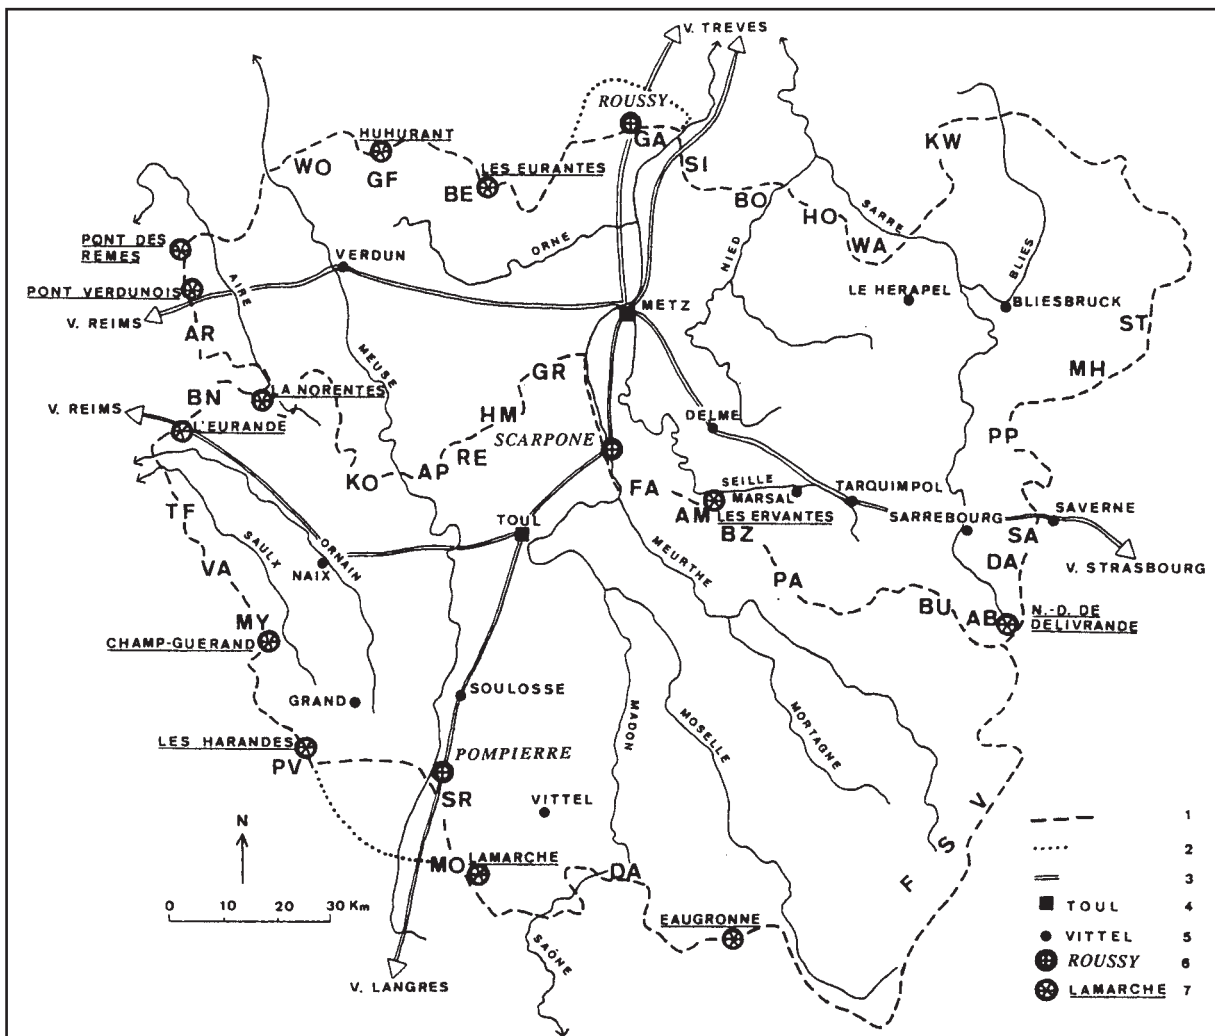 V. TREVES
ROUSSY
HUHURANT
GA
WO
GF
LES EURANTES
BE
SI
KW
BO
HO
SARRE
WA
PONT DES
REMES
ORNE
NIED
BLIES
AIRE
VERDUN
PONT VERDUNOIS
LE HERAPEL
BLIESBRUCK
METZ
V. REIMS
AR
ST
MEUSE
GR
MH
BN
LA NORENTES
V. REIMS
L'EURANDE
HM
DELME
SCARPONE
PP
RE
AP
KO
FA
SEILLE
MARSAL
TARQUIMPOL
AM
LES ERVANTES
TF
TOUL
BZ
SARREBOURG
SAVERNE
SA
SAULX
ORNAIN
VA
NAIX
MEURTHE
DA
V. STRASBOURG
PA
BU
AB
N.-D. DE
DELIVRANDE
MY
CHAMP-GUERAND
GRAND
SOULOSSE
MADON
MOSELLE
MORTAGNE
LES HARANDES
PV
POMPIERRE
SR
VITTEL
V
S
F
MO
LAMARCHE
DA
EAUGRONNE
SAÔNE
V. LANGRES
N
0 10 20 30 Km
1
2
3
TOUL 4
VITTEL 5
ROUSSY 6
LAMARCHE 7